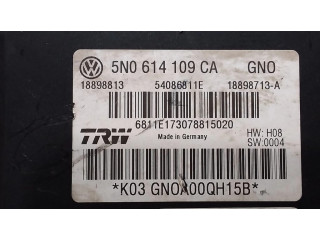 5N0 614 109 CA GNO
18898813 54086811E 18898713-A
6811E173078815020
TRW Made in Germany HW: H08
SW:0004
*K03 GNOA00QH15B*